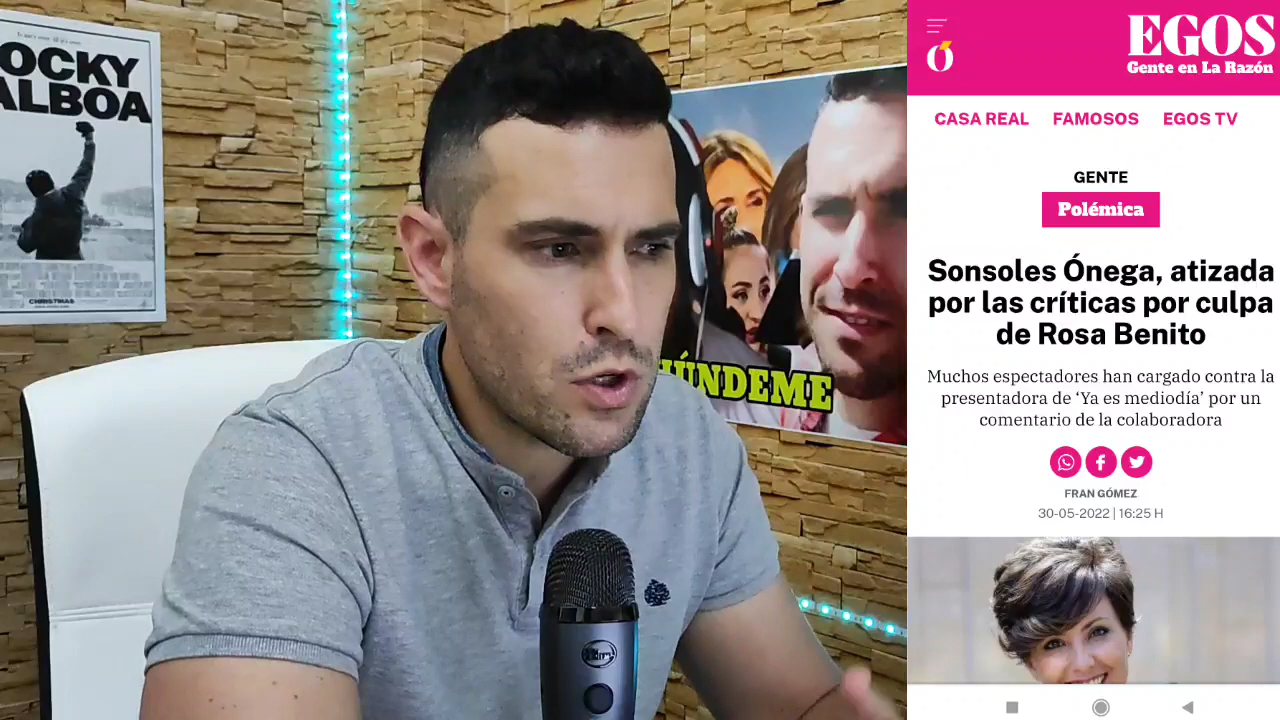 OCKY
ALBOA
CHRISTMAS
ÚNDEME
EGOS
Gente en La Razón
CASA REAL FAMOSOS EGOS TV
GENTE
Polémica
Sonsoles Ónega, atizada
por las críticas por culpa
de Rosa Benito
Muchos espectadores han cargado contra la
presentadora de ‘Ya es mediodía’ por un
comentario de la colaboradora
FRAN GÓMEZ
30-05-2022 | 16:25 H